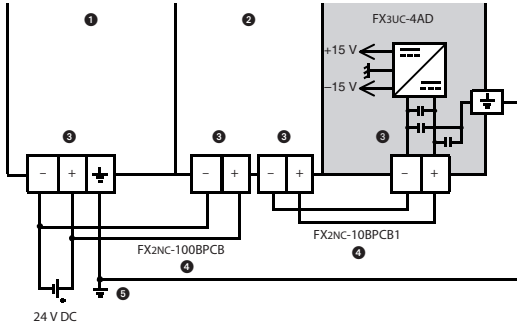 ❶ ❷ FX3UC-4AD
+15 V
–15 V
❸ ❸ ❸ ❸
– + – + – + – +
FX2NC-100BPCB FX2NC-10BPCB1
❹ ❹
❺
24 V DC